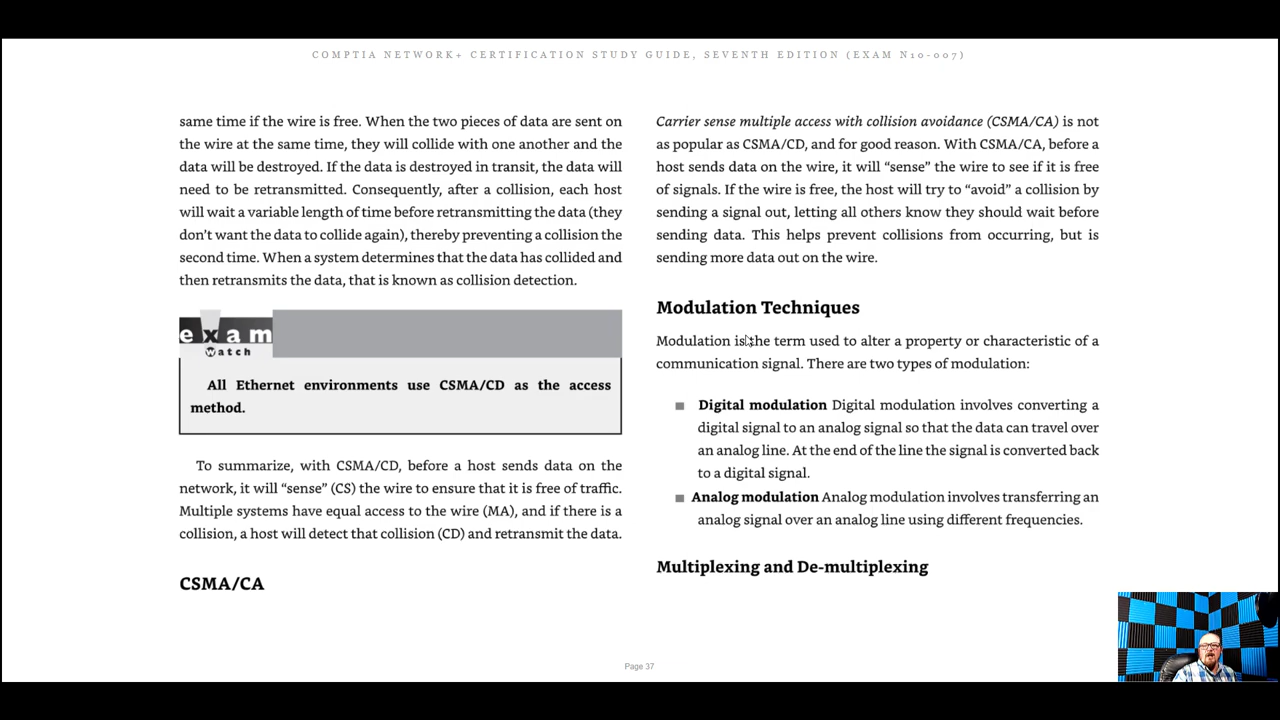 COMPTIA NETWORK+ CERTIFICATION STUDY GUIDE, SEVENTH EDITION (EXAM N10-007)
same time if the wire is free. When the two pieces of data are sent on
the wire at the same time, they will collide with one another and the
data will be destroyed. If the data is destroyed in transit, the data will
need to be retransmitted. Consequently, after a collision, each host
will wait a variable length of time before retransmitting the data (they
don’t want the data to collide again), thereby preventing a collision the
second time. When a system determines that the data has collided and
then retransmits the data, that is known as collision detection.
exam
Watch
All Ethernet environments use CSMA/CD as the access
method.
To summarize, with CSMA/CD, before a host sends data on the
network, it will “sense” (CS) the wire to ensure that it is free of traffic.
Multiple systems have equal access to the wire (MA), and if there is a
collision, a host will detect that collision (CD) and retransmit the data.
CSMA/CA
Carrier sense multiple access with collision avoidance (CSMA/CA) is not
as popular as CSMA/CD, and for good reason. With CSMA/CA, before a
host sends data on the wire, it will “sense” the wire to see if it is free
of signals. If the wire is free, the host will try to “avoid” a collision by
sending a signal out, letting all others know they should wait before
sending data. This helps prevent collisions from occurring, but is
sending more data out on the wire.
Modulation Techniques
Modulation is the term used to alter a property or characteristic of a
communication signal. There are two types of modulation:
Digital modulation Digital modulation involves converting a
digital signal to an analog signal so that the data can travel over
an analog line. At the end of the line the signal is converted back
to a digital signal.
Analog modulation Analog modulation involves transferring an
analog signal over an analog line using different frequencies.
Multiplexing and De-multiplexing
Page 37